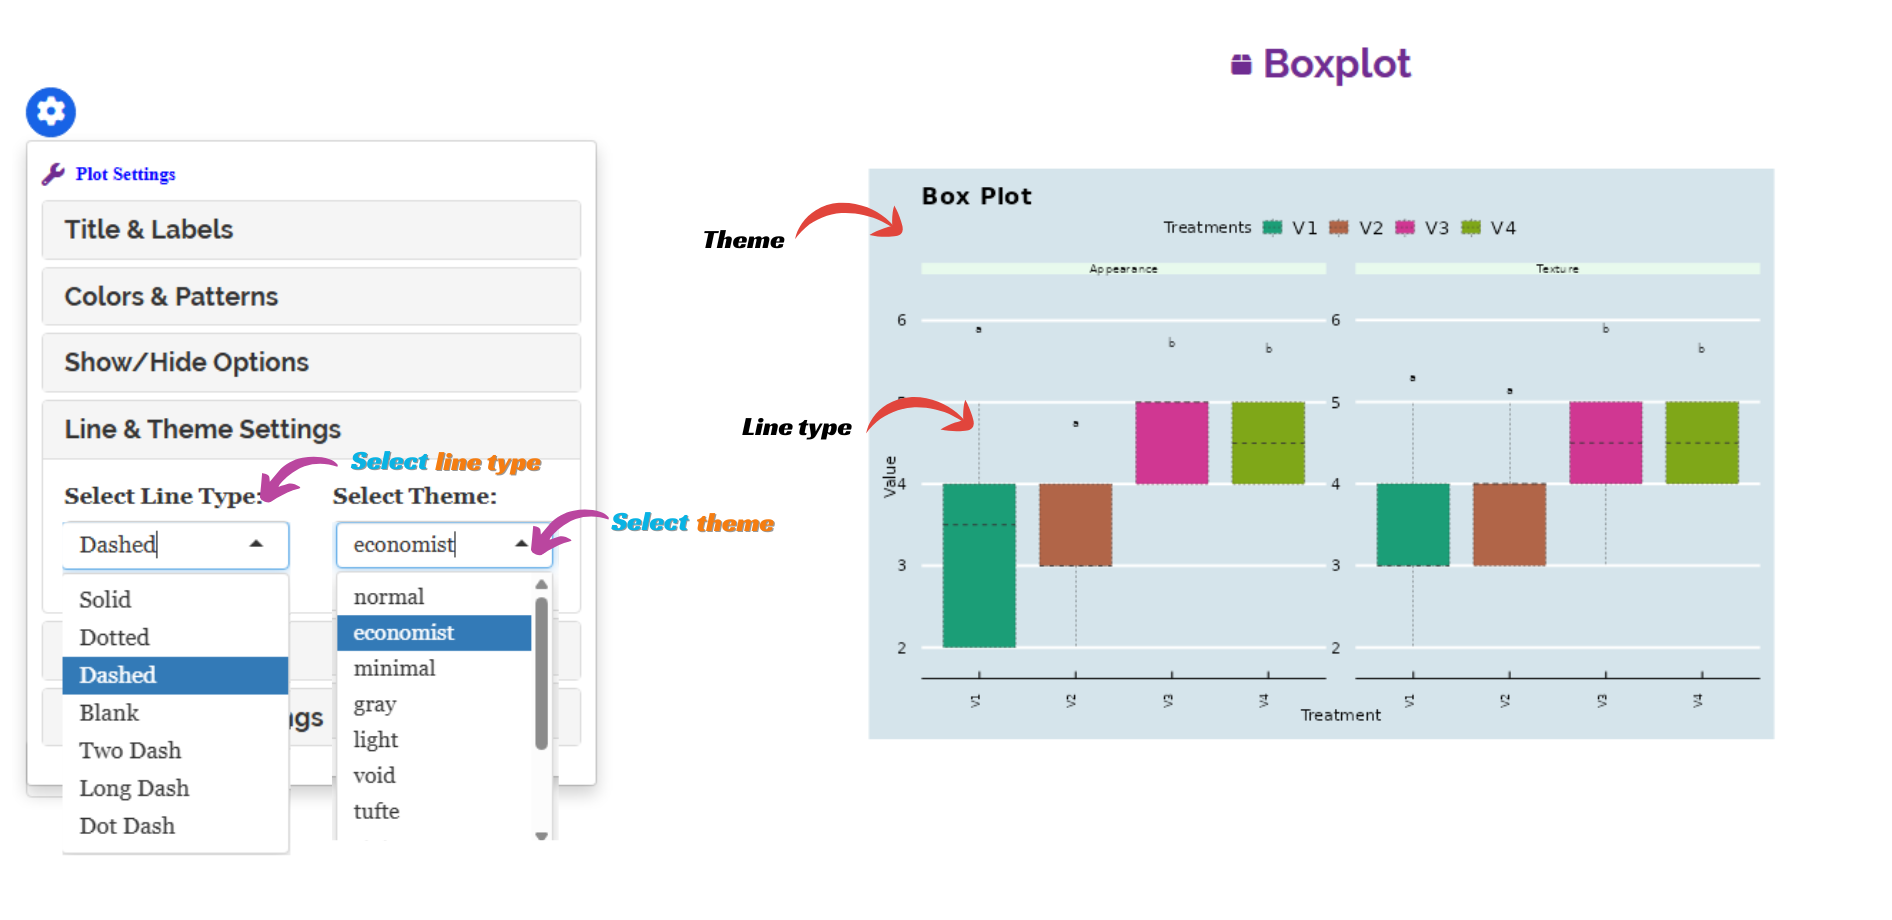 Boxplot
Plot Settings
Title & Labels
Colors & Patterns
Show/Hide Options
Line & Theme Settings
Select line type
Select Line Type:
Select Theme:
Select theme
Dashed
economist
Solid
Dotted
Dashed
Blank
Two Dash
Long Dash
Dot Dash
normal
economist
minimal
gray
light
void
tufte
ngs
Theme
Line type
Box Plot
Treatments V1 V2 V3 V4
Appearance
Texture
Value
6
4
3
2
a
a
b
b
V1
V2
V3
V4
6
5
4
3
2
a
a
b
b
V1
V2
V3
V4
Treatment